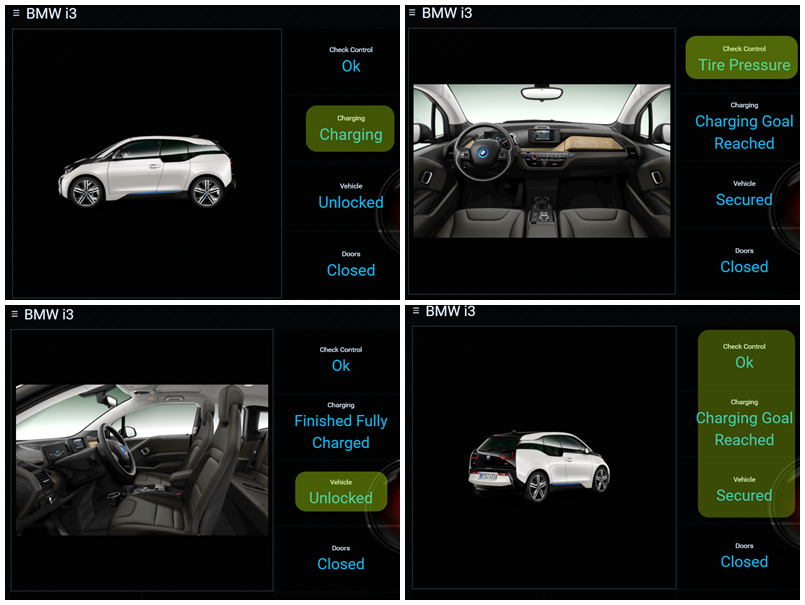 ☰ BMW i3
Check Control
Ok
Charging
Charging
Vehicle
Unlocked
Doors
Closed
☰ BMW i3
Check Control
Tire Pressure
Charging
Charging Goal
Reached
Vehicle
Secured
Doors
Closed
☰ BMW i3
Check Control
Ok
Charging
Finished Fully
Charged
Vehicle
Unlocked
Doors
Closed
☰ BMW i3
Check Control
Ok
Charging
Charging Goal
Reached
Vehicle
Secured
Doors
Closed